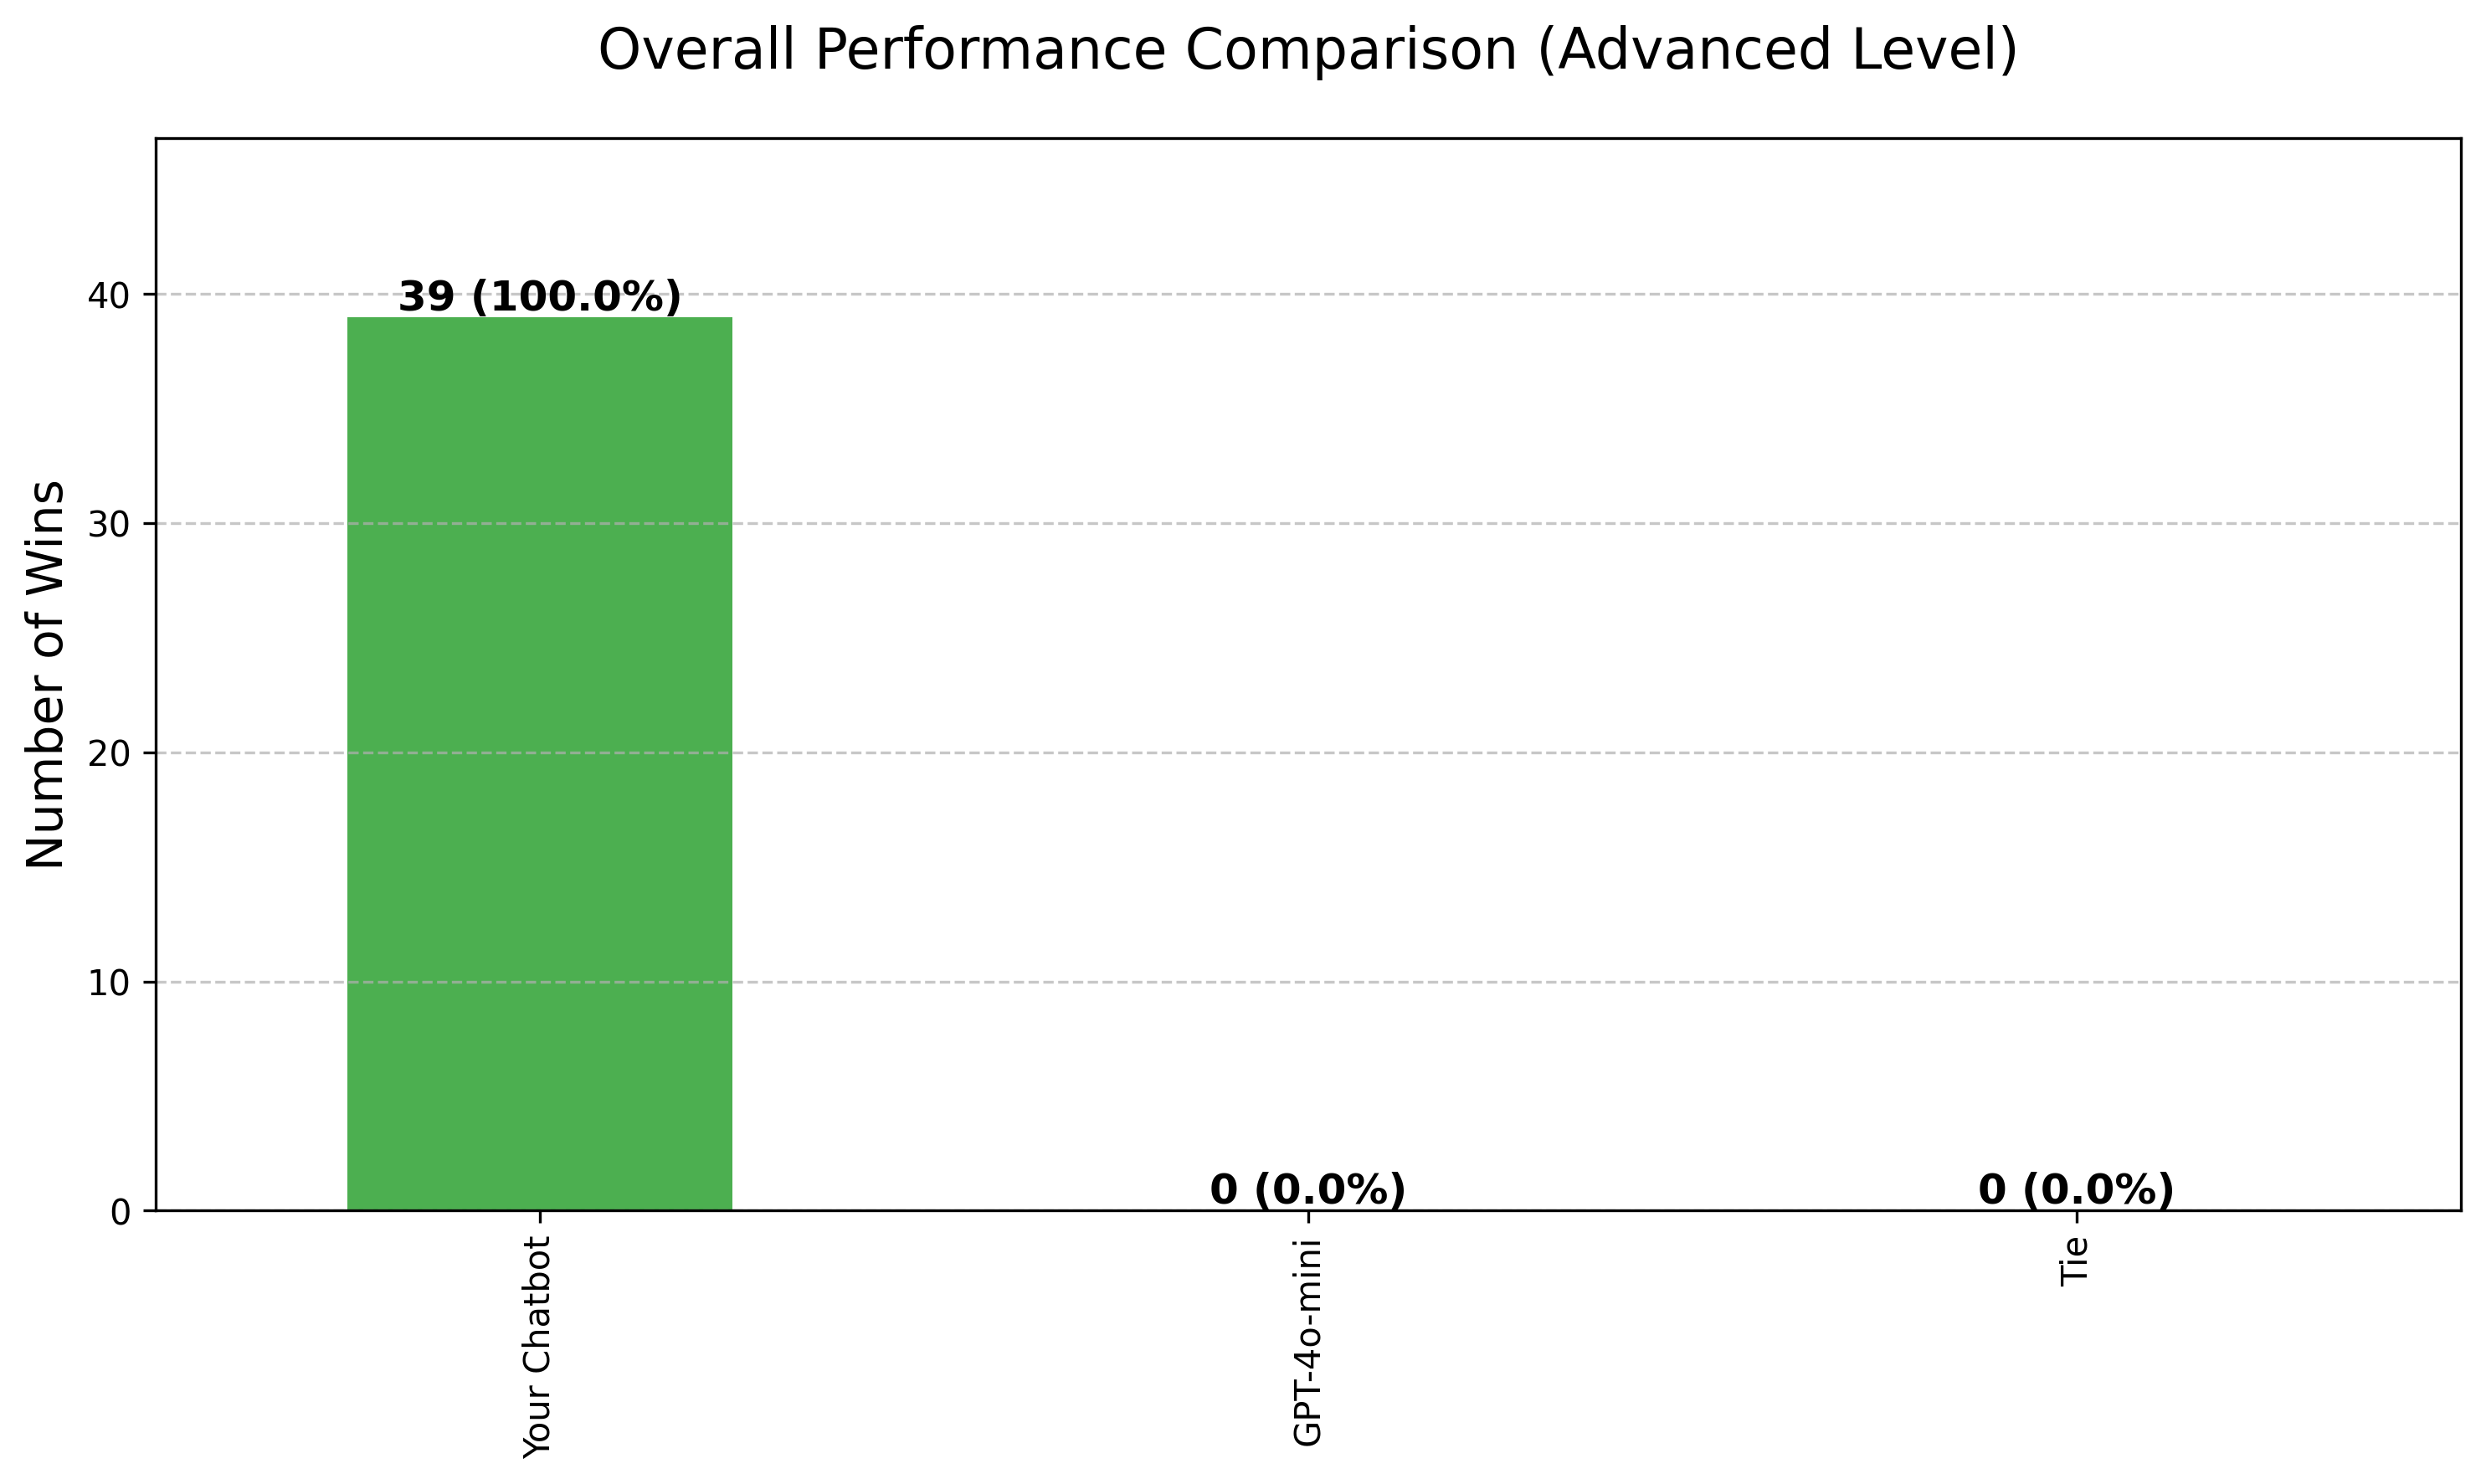 Overall Performance Comparison (Advanced Level)
Number of Wins
40
30
20
10
0
39 (100.0%)
0 (0.0%)
0 (0.0%)
Your Chatbot
GPT-4o-mini
Tie